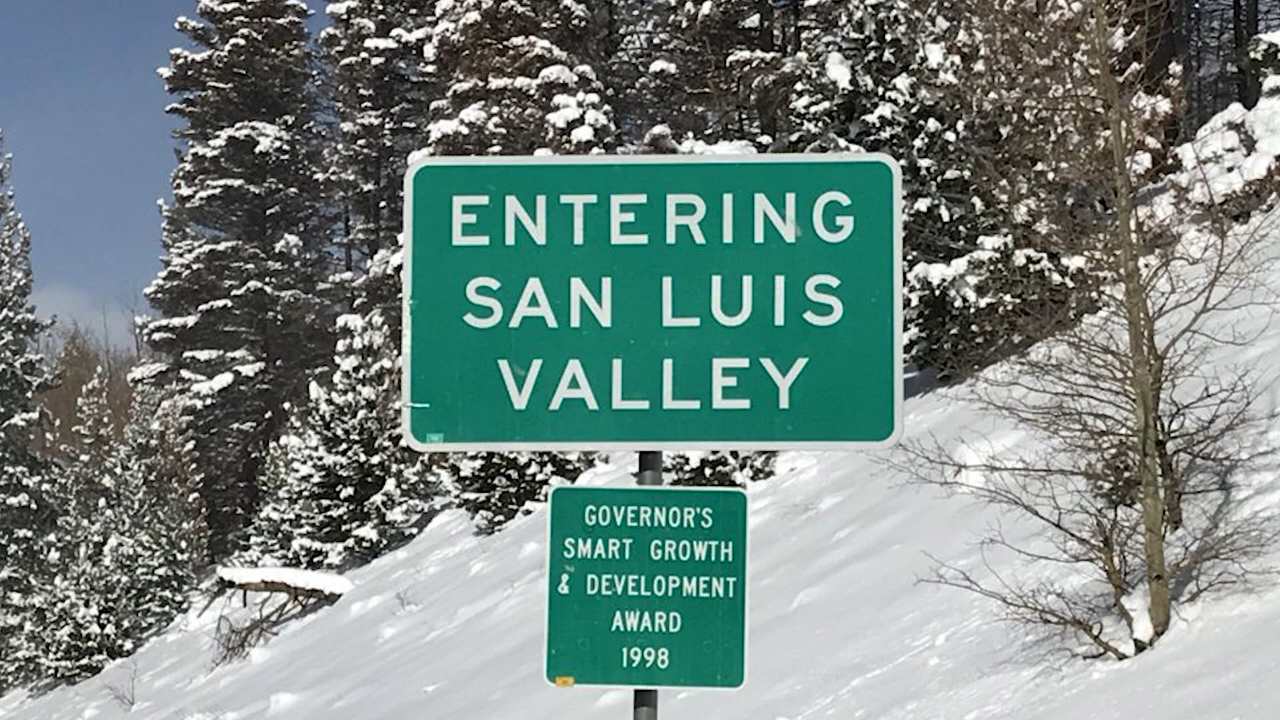 ENTERING
SAN LUIS
VALLEY
GOVERNOR'S
SMART GROWTH
& DEVELOPMENT
AWARD
1998